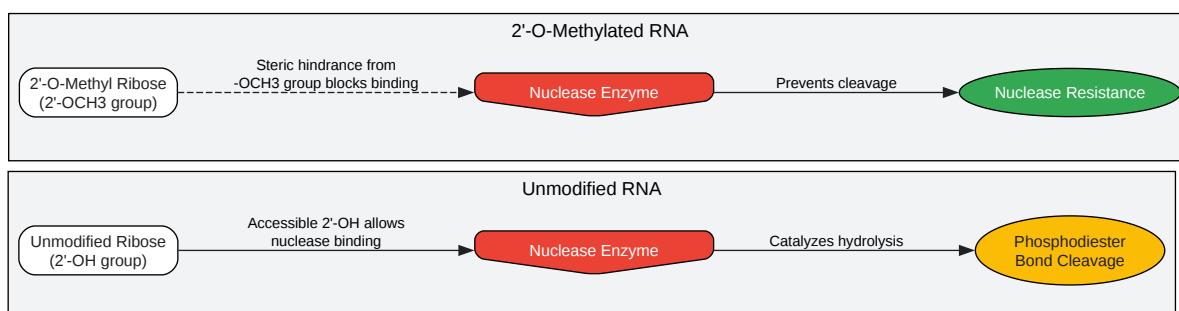 2'-O-Methylated RNA
2'-O-Methyl Ribose
(2'-OCH3 group)
Steric hindrance from
-OCH3 group blocks binding
Nuclease Enzyme
Prevents cleavage
Nuclease Resistance
Unmodified RNA
Unmodified Ribose
(2'-OH group)
Accessible 2'-OH allows
nuclease binding
Nuclease Enzyme
Catalyzes hydrolysis
Phosphodiester
Bond Cleavage